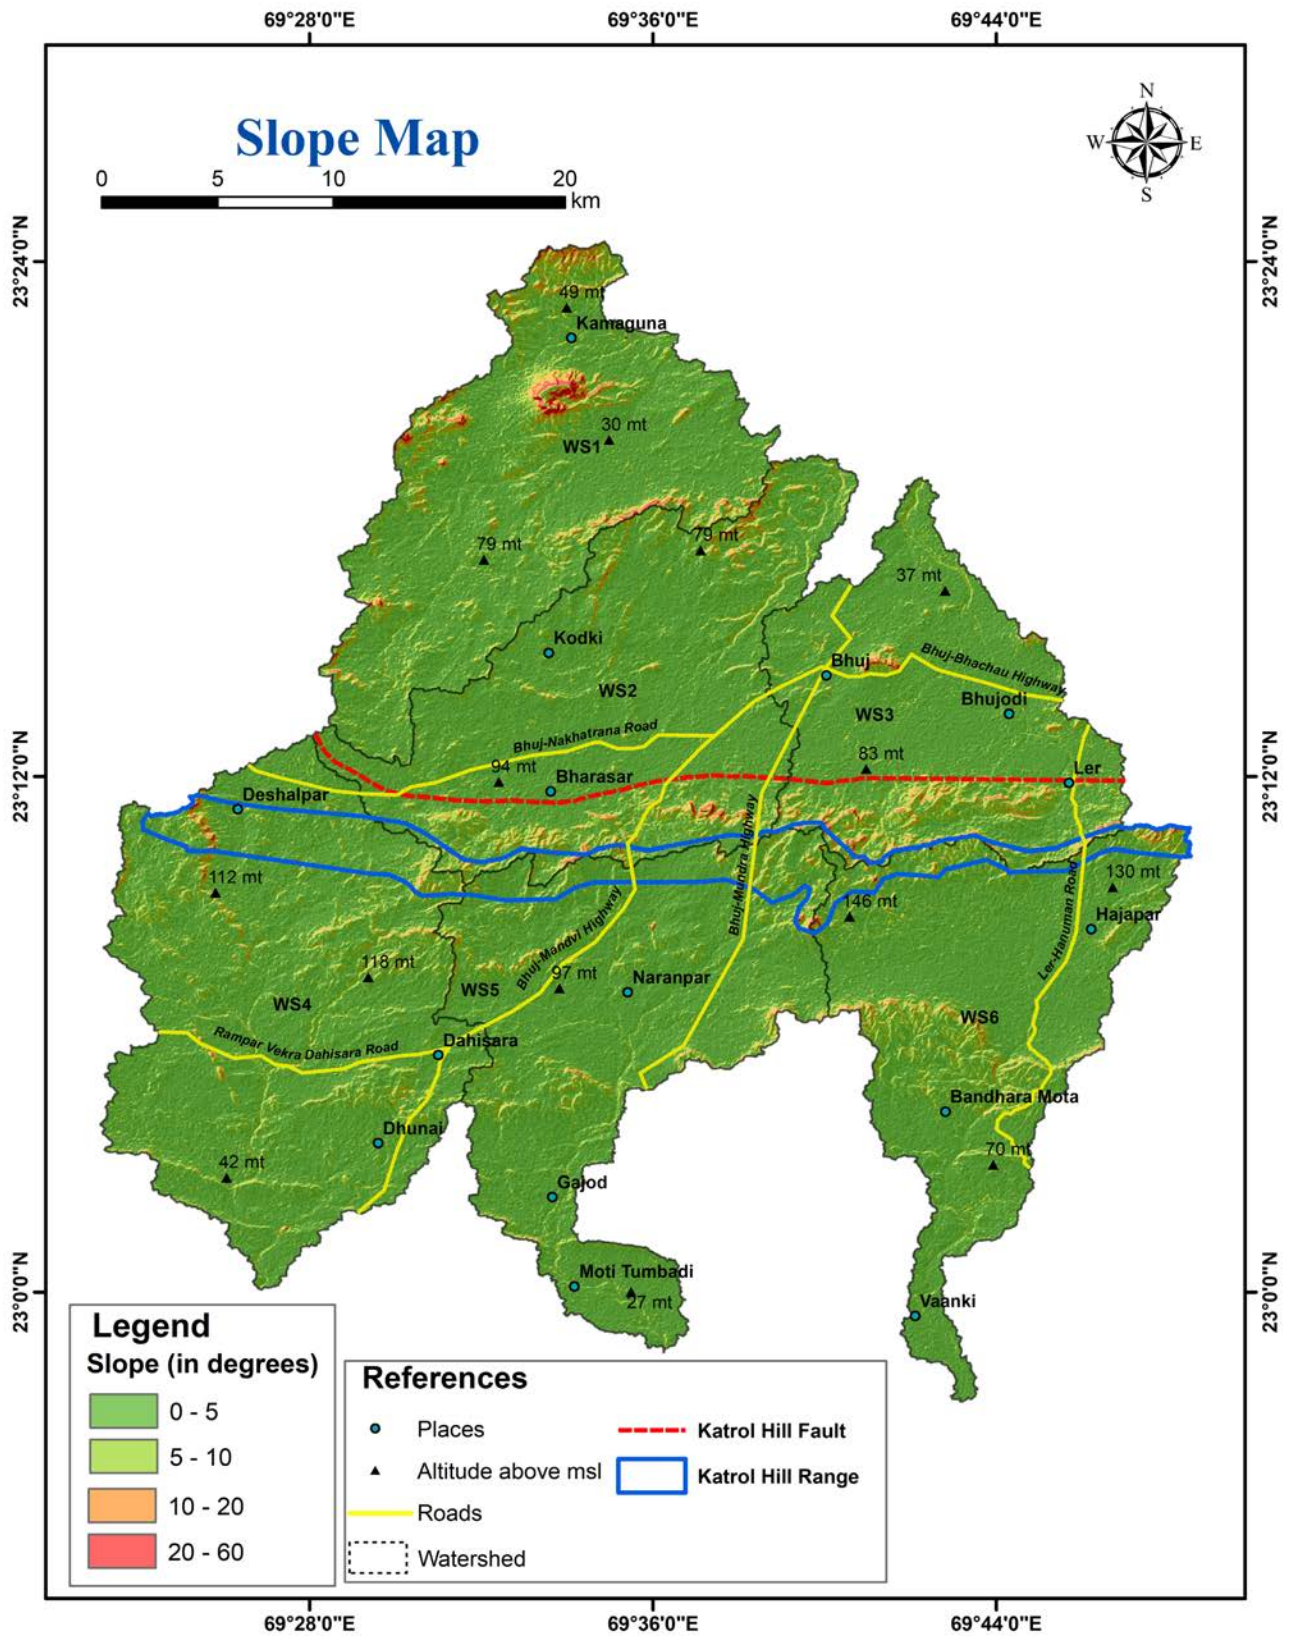 69°28'0"E 69°36'0"E 69°44'0"E
N
W E
S
Slope Map
0 5 10 20
km
23°24'0"N 23°24'0"N
49 mt
Kamaguna
30 mt
WS1
79 mt
79 mt
37 mt
Kodki
Bhuj
Bhuj-Bhachau Highway
WS2
Bhujodi
WS3
Bhuj-Nakhatrana Road
23°12'0"N 23°12'0"N
94 mt
83 mt
Bharasar
Ler
Deshalpar
Bhuj-Mundra Highway
112 mt
130 mt
146 mt
Hajapar
Bhuj-Mandvi Highway
Ler-Hanuman Road
118 mt
97 mt
Naranpar
WS5
WS4
WS6
Rampar Vekra Dahisara Road
Dahisara
Bandhara Mota
Dhunai
70 mt
42 mt
Gajod
Moti Tumbadi
27 mt
23°0'0"N 23°0'0"N
Vaanki
Legend
Slope (in degrees)
0 - 5
5 - 10
10 - 20
20 - 60
References
Places
Altitude above msl
Roads
Watershed
Katrol Hill Fault
Katrol Hill Range
69°28'0"E 69°36'0"E 69°44'0"E